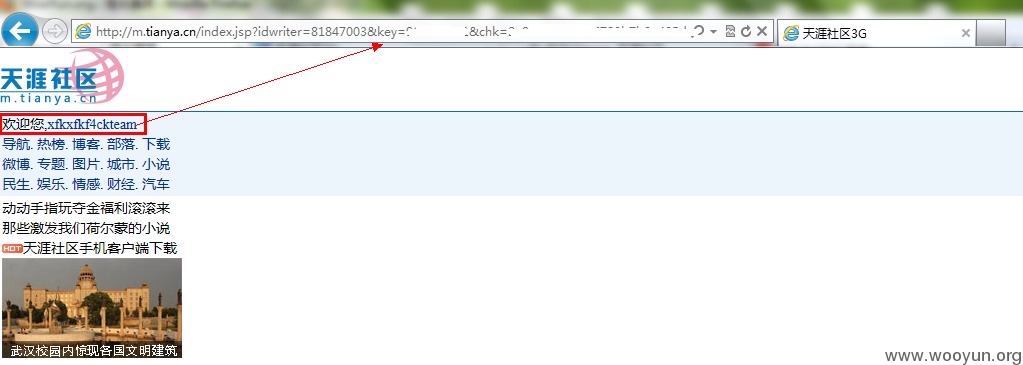 http://m.tianya.cn/index.jsp?idwriter=81847003&key=
&chk=
天涯社区3G
天涯社区
m.tianya.cn
欢迎您,xfkxfkf4ckteam
导航. 热榜. 博客. 部落. 下载
微博. 专题. 图片. 城市. 小说
民生. 娱乐. 情感. 财经. 汽车
动动手指玩夺金福利滚滚来
那些激发我们荷尔蒙的小说
HOT天涯社区手机客户端下载
武汉校园内惊现各国文明建筑
www.wooyun.org